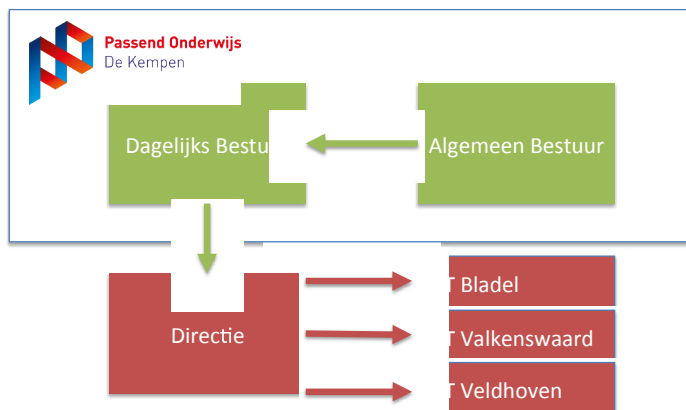 Passend Onderwijs
De Kempen
Dagelijks Bestu
Algemeen Bestuur
Directie
T Bladel
T Valkenswaard
T Veldhoven